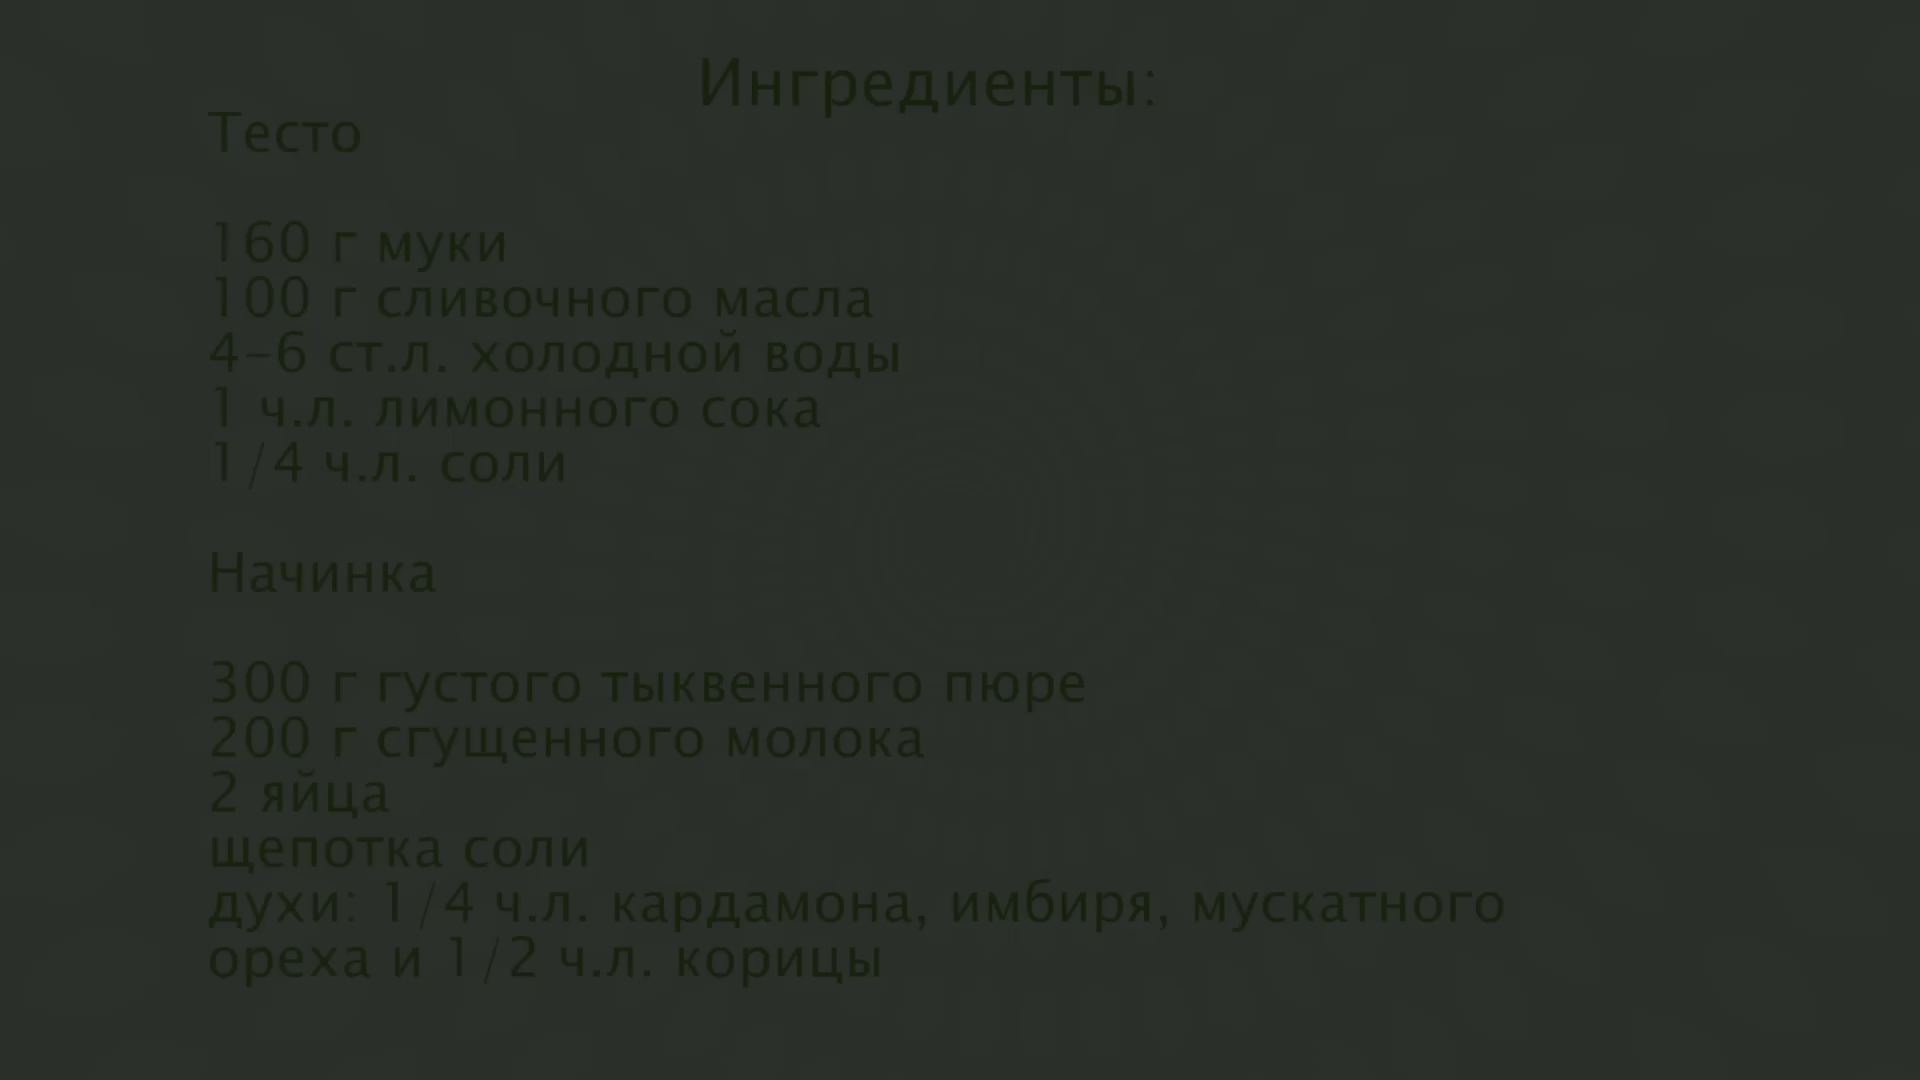 Ингредиенты:
Тесто
160 г муки
100 г сливочного масла
4-6 ст.л. холодной воды
1 ч.л. лимонного сока
1/4 ч.л. соли
Начинка
300 г густого тыквенного пюре
200 г сгущенного молока
2 яйца
щепотка соли
духи: 1/4 ч.л. кардамона, имбиря, мускатного
ореха и 1/2 ч.л. корицы